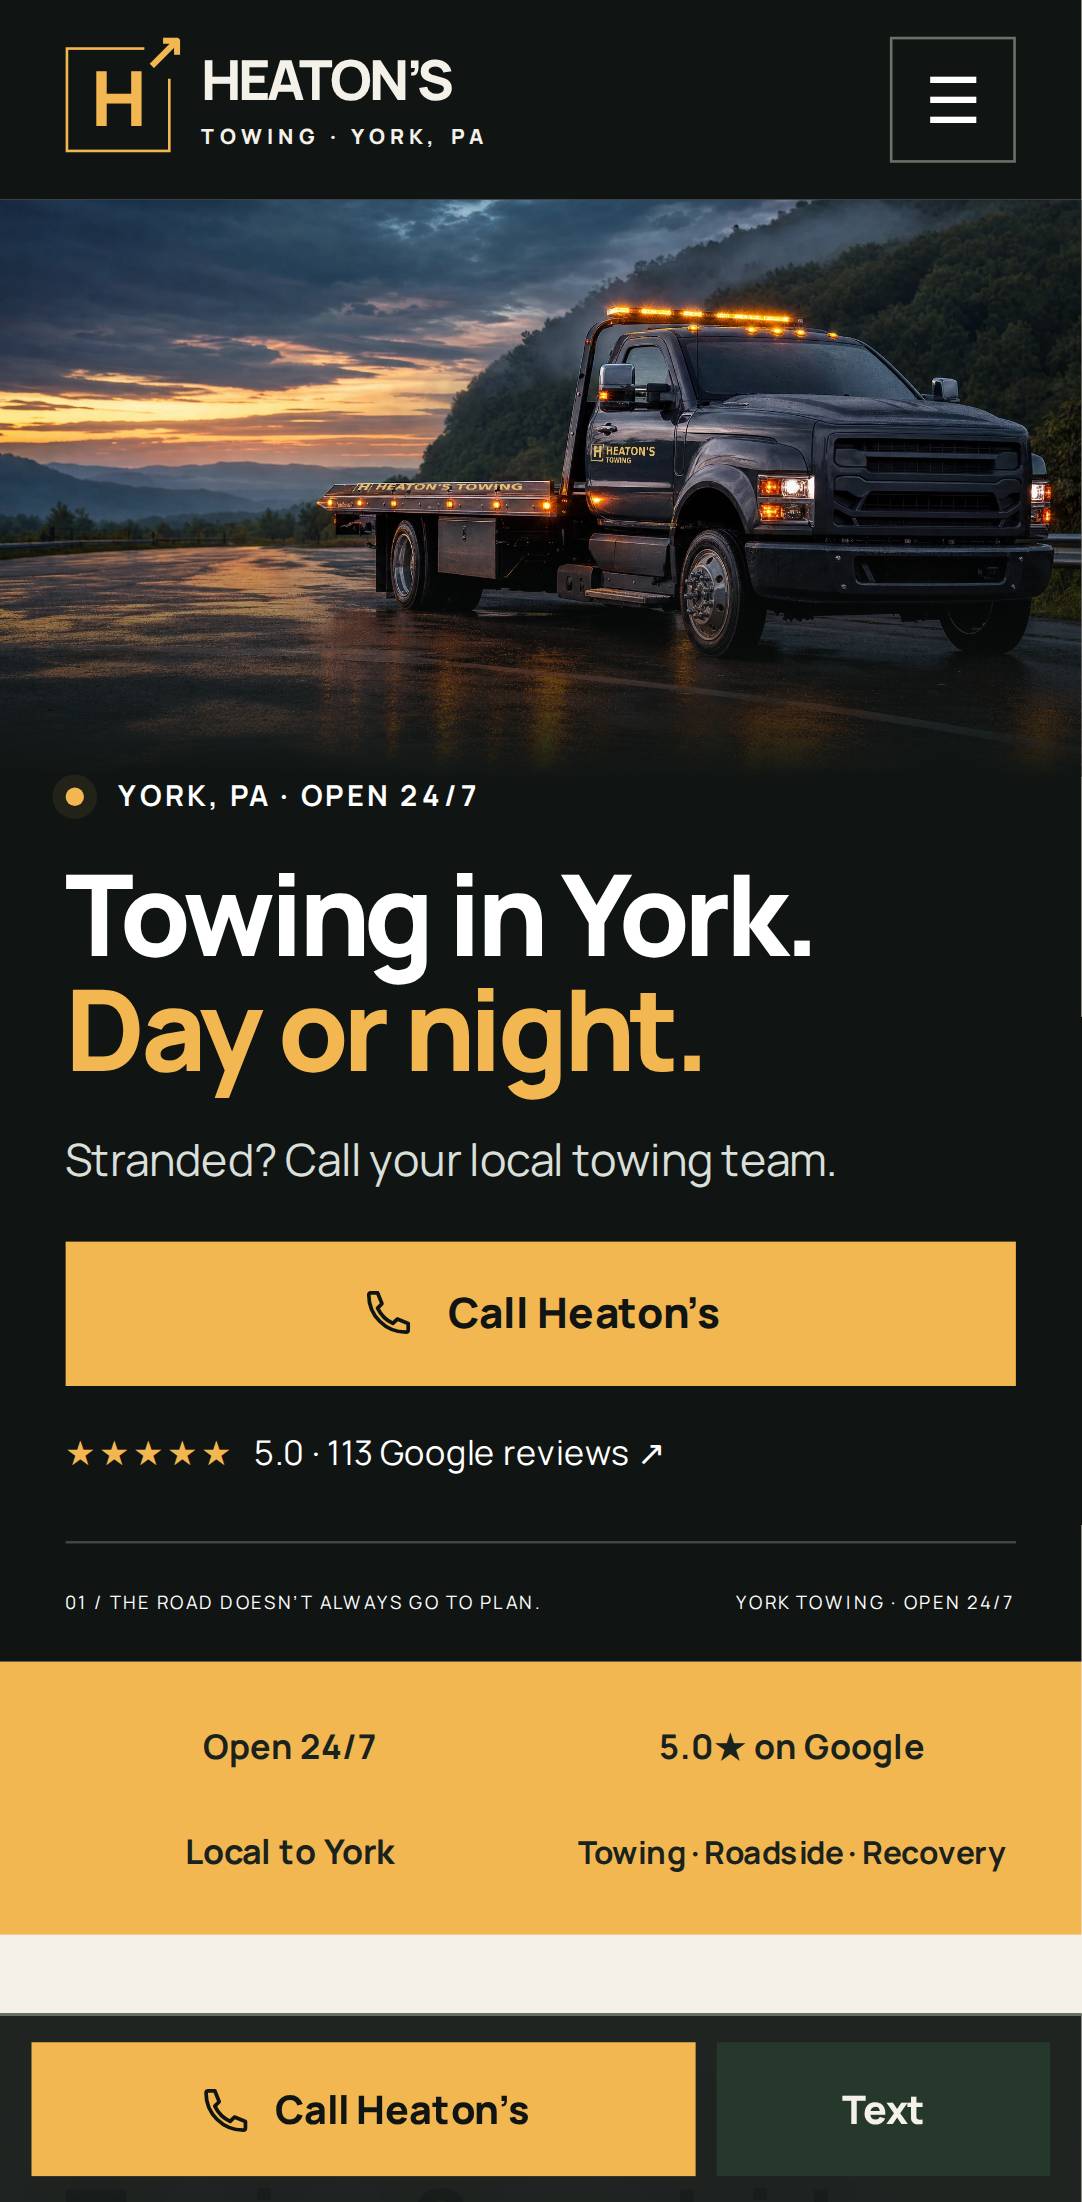 H
HEATON’S
TOWING · YORK, PA
H HEATON'S
TOWING
H HEATON'S TOWING
YORK, PA · OPEN 24/7
Towing in York.
Day or night.
Stranded? Call your local towing team.
Call Heaton’s
★★★★★ 5.0 · 113 Google reviews ↗
01 / THE ROAD DOESN’T ALWAYS GO TO PLAN.
YORK TOWING · OPEN 24/7
Open 24/7
5.0★ on Google
Local to York
Towing · Roadside · Recovery
Call Heaton’s
Text